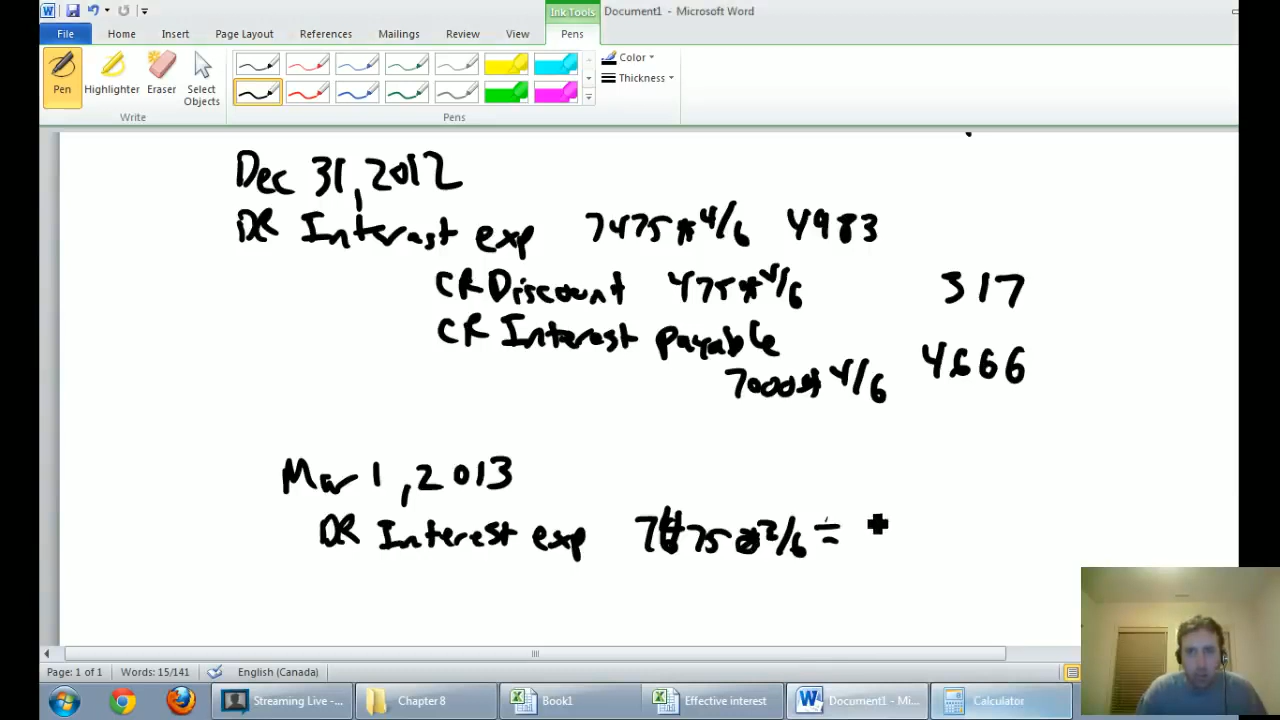 Ink Tools
Document1 - Microsoft Word
File Home Insert Page Layout References Mailings Review View Pens
Pen Highlighter Eraser Select Objects
Color
Thickness
Write
Pens
Dec 31, 2012
DR Interast exp 7475*4/6 4983
CR Discount 475*4/6 317
CR Interest payable
7000*4/6 4666
Mar 1, 2013
DR Interest exp 7475*2/6 =
Page: 1 of 1 Words: 15/141 English (Canada)
Streaming Live -... Chapter 8 Book1 Effective interest Document1 - Mi... Calculator